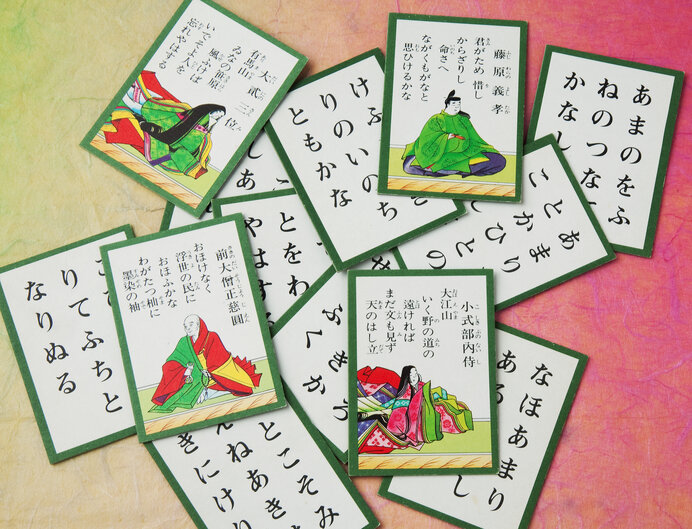 大貳三位
有馬山
ゐなの笹原
風ふけば
いでそよ人を
忘れやはする
藤原義孝
君がため 惜し
からざりし
命さへ
ながくもがなと
思ひけるかな
あまのをふ
ねのつな
かなし
けふ
りのいのち
ともかな
あまり
とかひとの
こ
とをわ
やはする
りてふちと
なりぬる
前大僧正慈圓
おほけなく
浮世の民に
おほふかな
わがたつ杣に
墨染の袖
ふへきか
小式部内侍
大江山
いく野の道の
遠ければ
まだ文も見ず
天のはし立
なほあまり
ある
し
とこそみ
ねあき
きにけり